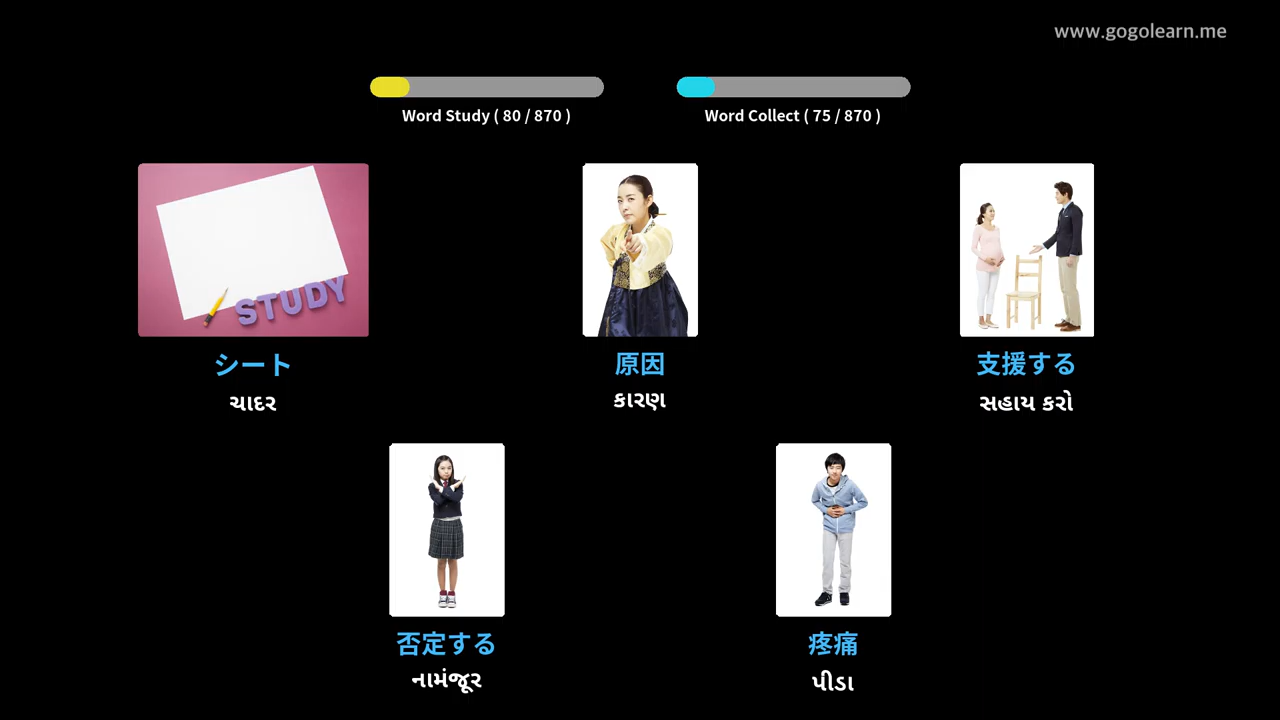 www.gogolearn.me
Word Study ( 80 / 870 )
Word Collect ( 75 / 870 )
STUDY
シート
ચાદર
原因
કારણ
支援する
સહાય કરો
否定する
નામંજૂર
疼痛
પીડા